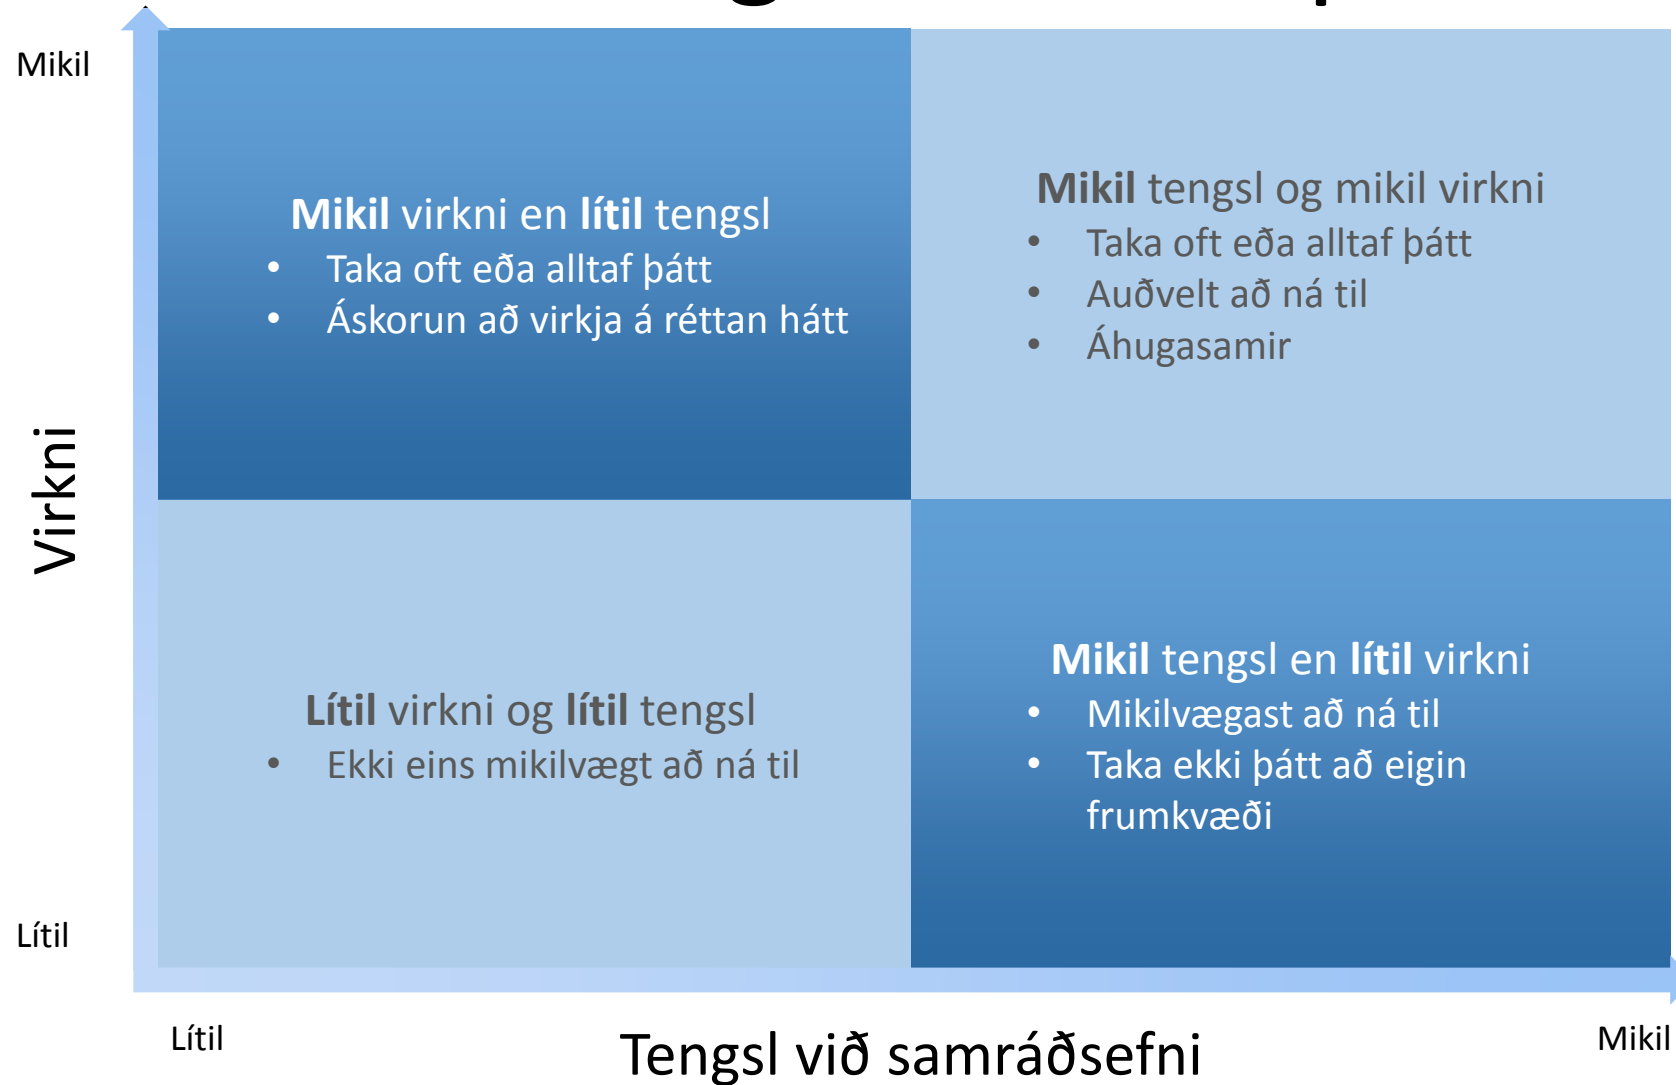 Mikil
Mikil virkni en lítil tengsl
• Taka oft eða alltaf þátt
• Áskorun að virkja á réttan hátt
Mikil tengsl og mikil virkni
• Taka oft eða alltaf þátt
• Auðvelt að ná til
• Áhugasamir
Virkni
Lítil virkni og lítil tengsl
• Ekki eins mikilvægt að ná til
Mikil tengsl en lítil virkni
• Mikilvægast að ná til
• Taka ekki þátt að eigin
frumkvæði
Lítil
Lítil
Tengsl við samráðsefni
Mikil